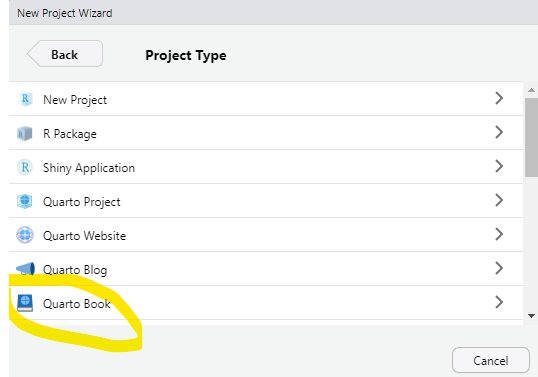 New Project Wizard
Back
Project Type
New Project
R Package
Shiny Application
Quarto Project
Quarto Website
Quarto Blog
Quarto Book
Cancel